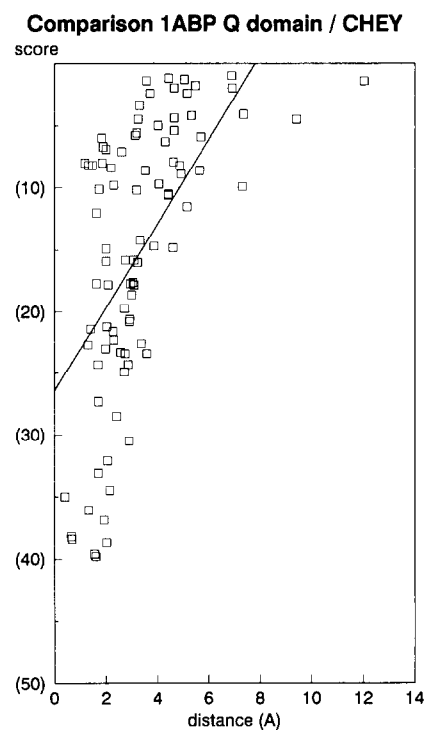 Comparison 1ABP Q domain / CHEY
score
(10)
(20)
(30)
(40)
(50)
0 2 4 6 8 10 12 14
distance (A)